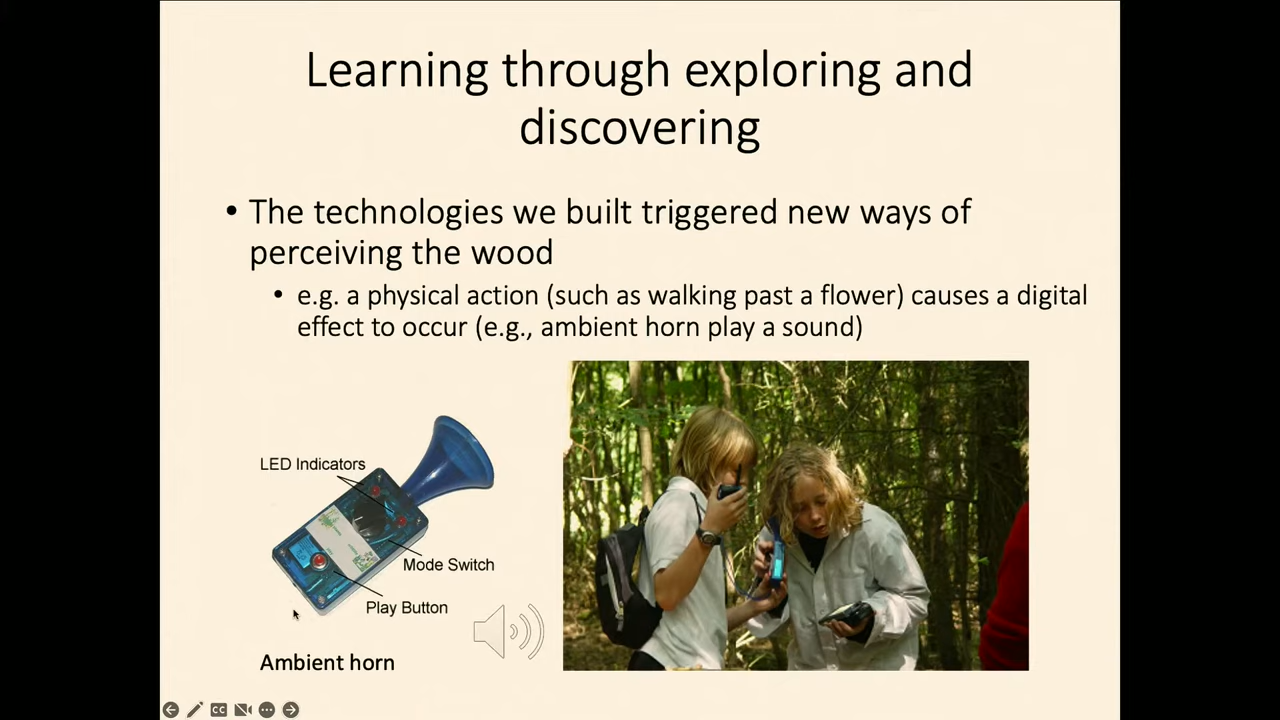 Learning through exploring and
discovering
• The technologies we built triggered new ways of
perceiving the wood
• e.g. a physical action (such as walking past a flower) causes a digital
effect to occur (e.g., ambient horn play a sound)
LED Indicators
Mode Switch
Play Button
Ambient horn
CC